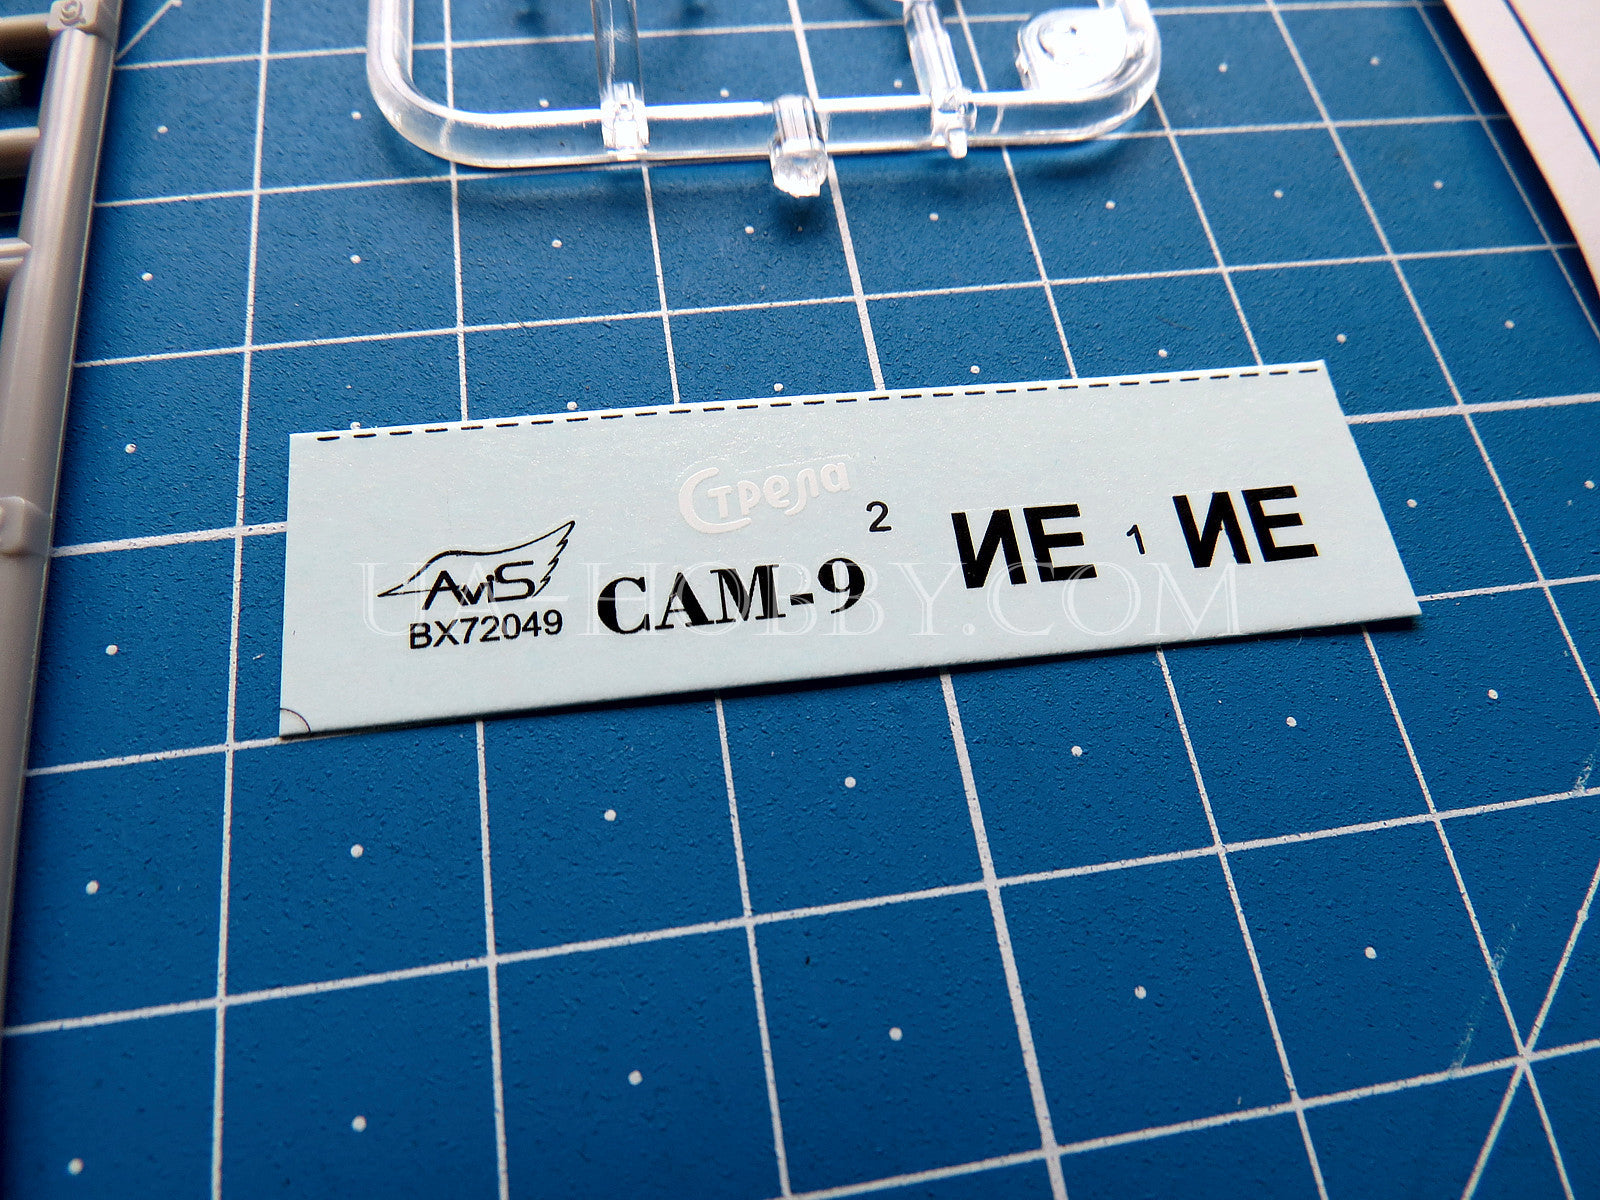 Стрела
2
ИЕ
1
ИЕ
AviS
САМ-9
BX72049
UA-HOBBY.COM